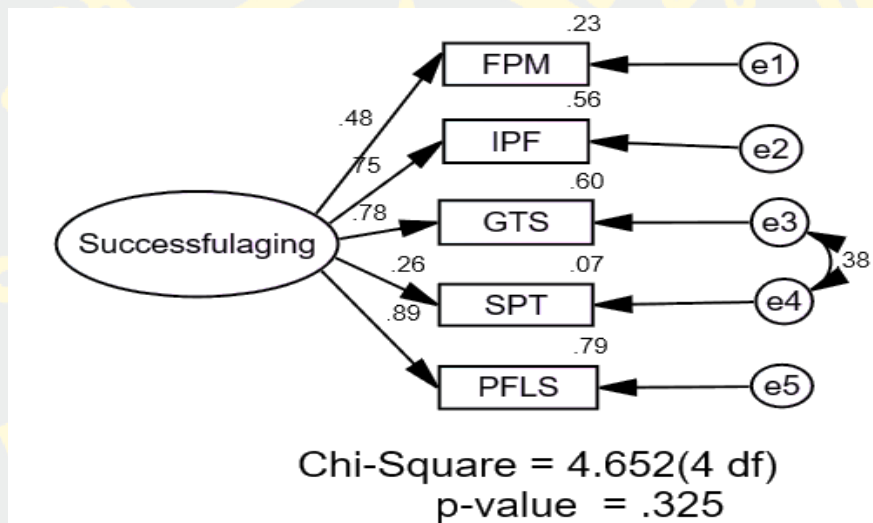 .23
FPM
e1
.48
.56
IPF
e2
.75
.60
GTS
e3
.78
Successfulaging
.38
.26
.07
SPT
e4
.89
.79
PFLS
e5
Chi-Square = 4.652(4 df)
p-value = .325